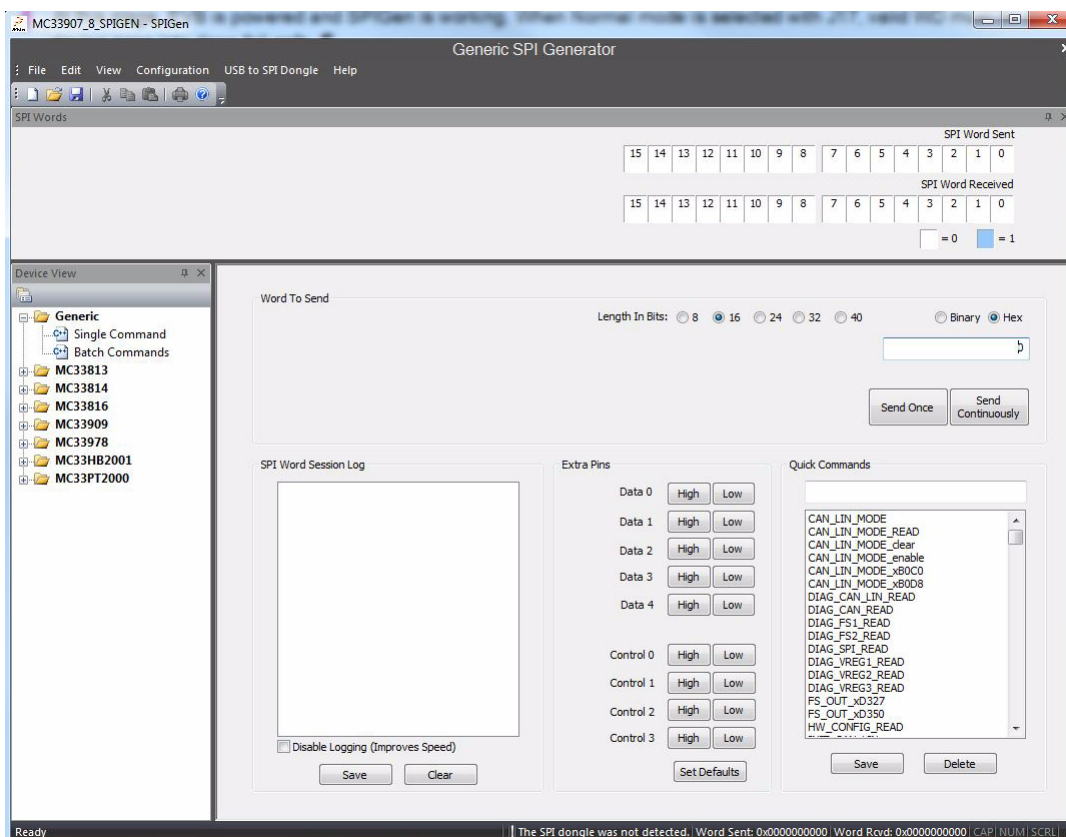 MC33907_8_SPIGEN - SPIGen
Generic SPI Generator
File Edit View Configuration USB to SPI Dongle Help
SPI Words
SPI Word Sent
15 14 13 12 11 10 9 8 7 6 5 4 3 2 1 0
SPI Word Received
15 14 13 12 11 10 9 8 7 6 5 4 3 2 1 0
= 0 = 1
Device View
Generic
Single Command
Batch Commands
MC33813
MC33814
MC33816
MC33909
MC33978
MC33HB2001
MC33PT2000
Word To Send
Length In Bits: 8 16 24 32 40 Binary Hex
Send Once
Send Continuously
SPI Word Session Log
Disable Logging (Improves Speed)
Save Clear
Extra Pins
Data 0 High Low
Data 1 High Low
Data 2 High Low
Data 3 High Low
Data 4 High Low
Control 0 High Low
Control 1 High Low
Control 2 High Low
Control 3 High Low
Set Defaults
Quick Commands
CAN_LIN_MODE
CAN_LIN_MODE_READ
CAN_LIN_MODE_clear
CAN_LIN_MODE_enable
CAN_LIN_MODE_xB0C0
CAN_LIN_MODE_xB0D8
DIAG_CAN_LIN_READ
DIAG_CAN_READ
DIAG_FS1_READ
DIAG_FS2_READ
DIAG_SPI_READ
DIAG_VREG1_READ
DIAG_VREG2_READ
DIAG_VREG3_READ
FS_OUT_xD327
FS_OUT_xD350
HW_CONFIG_READ
Save Delete
Ready The SPI dongle was not detected. Word Sent: 0x0000000000 Word Rcvd: 0x0000000000 CAP NUM SCRL